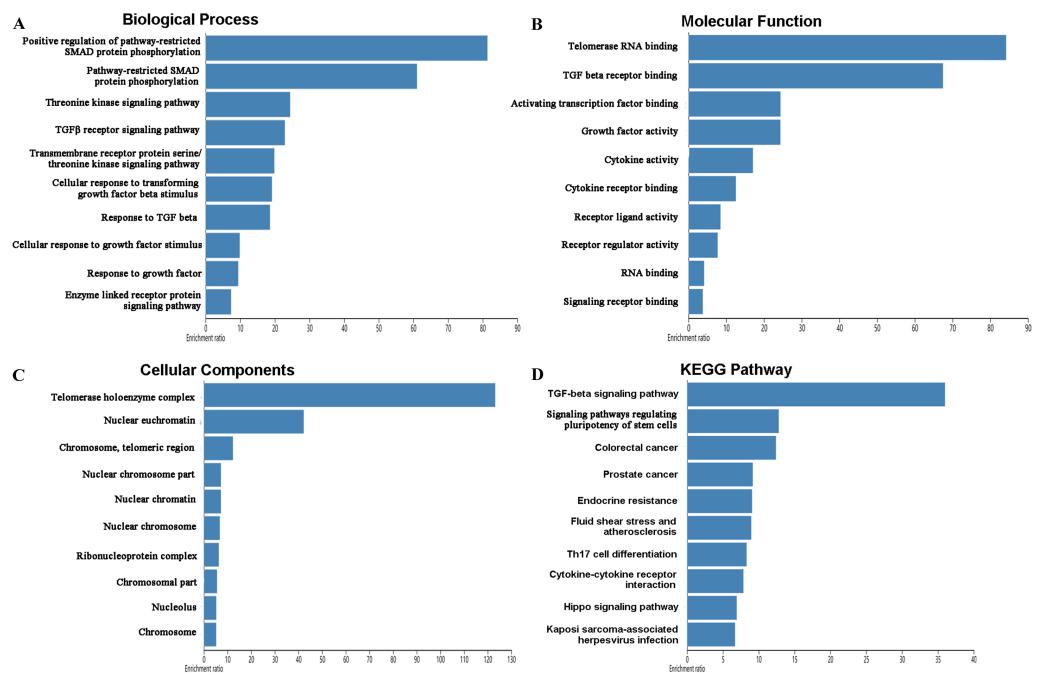 A
Biological Process
Positive regulation of pathway-restricted
SMAD protein phosphorylation
Pathway-restricted SMAD
protein phosphorylation
Threonine kinase signaling pathway
TGFβ receptor signaling pathway
Transmembrane receptor protein serine/
threonine kinase signaling pathway
Cellular response to transforming
growth factor beta stimulus
Response to TGF beta
Cellular response to growth factor stimulus
Response to growth factor
Enzyme linked receptor protein
signaling pathway
0 10 20 30 40 50 60 70 80 90
Enrichment ratio
B
Molecular Function
Telomerase RNA binding
TGF beta receptor binding
Activating transcription factor binding
Growth factor activity
Cytokine activity
Cytokine receptor binding
Receptor ligand activity
Receptor regulator activity
RNA binding
Signaling receptor binding
0 10 20 30 40 50 60 70 80 90
Enrichment ratio
C
Cellular Components
Telomerase holoenzyme complex
Nuclear euchromatin
Chromosome, telomeric region
Nuclear chromosome part
Nuclear chromatin
Nuclear chromosome
Ribonucleoprotein complex
Chromosomal part
Nucleolus
Chromosome
0 10 20 30 40 50 60 70 80 90 100 110 120 130
Enrichment ratio
D
KEGG Pathway
TGF-beta signaling pathway
Signaling pathways regulating
pluripotency of stem cells
Colorectal cancer
Prostate cancer
Endocrine resistance
Fluid shear stress and
atherosclerosis
Th17 cell differentiation
Cytokine-cytokine receptor
interaction
Hippo signaling pathway
Kaposi sarcoma-associated
herpesvirus infection
0 5 10 15 20 25 30 35 40
Enrichment ratio